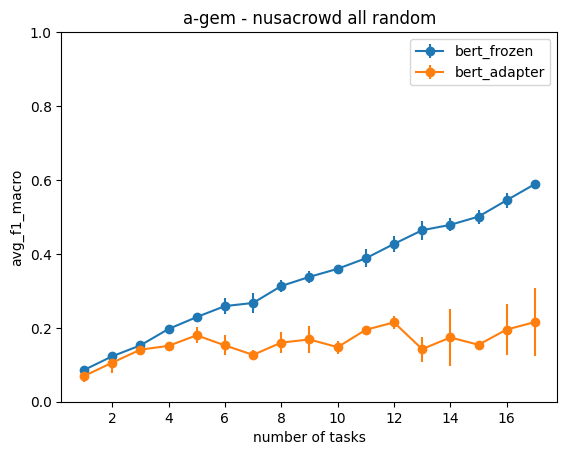 a-gem - nusacrowd all random
bert_frozen
bert_adapter
avg_f1_macro
1.0
0.8
0.6
0.4
0.2
0.0
2 4 6 8 10 12 14 16
number of tasks